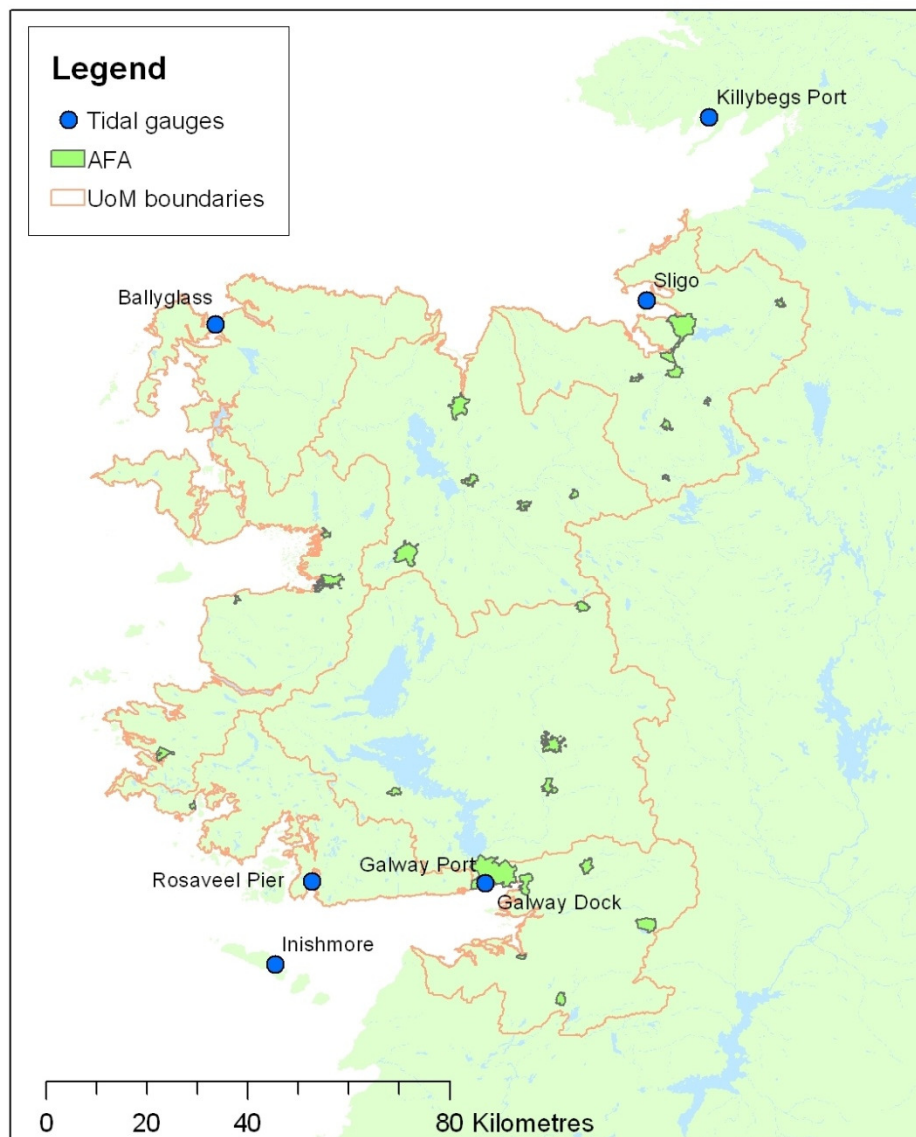 Legend
Tidal gauges
AFA
UoM boundaries
Killybegs Port
Sligo
Ballyglass
Galway Port
Rosaveel Pier
Galway Dock
Inishmore
0 20 40 80 Kilometres